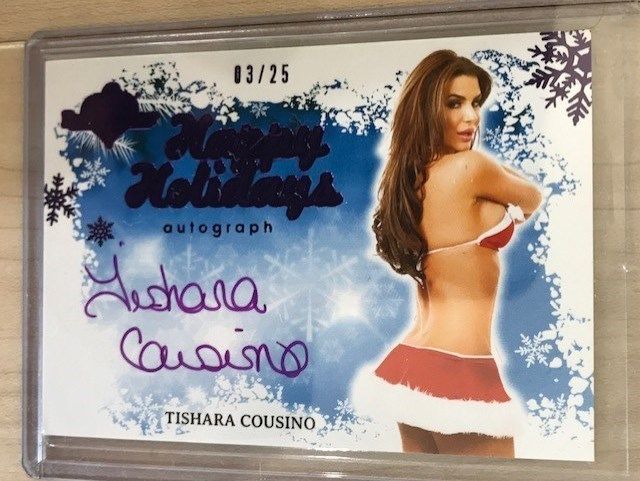 03/25
Happy
Holidays
autograph
Tishara
Cousino
TISHARA COUSINO